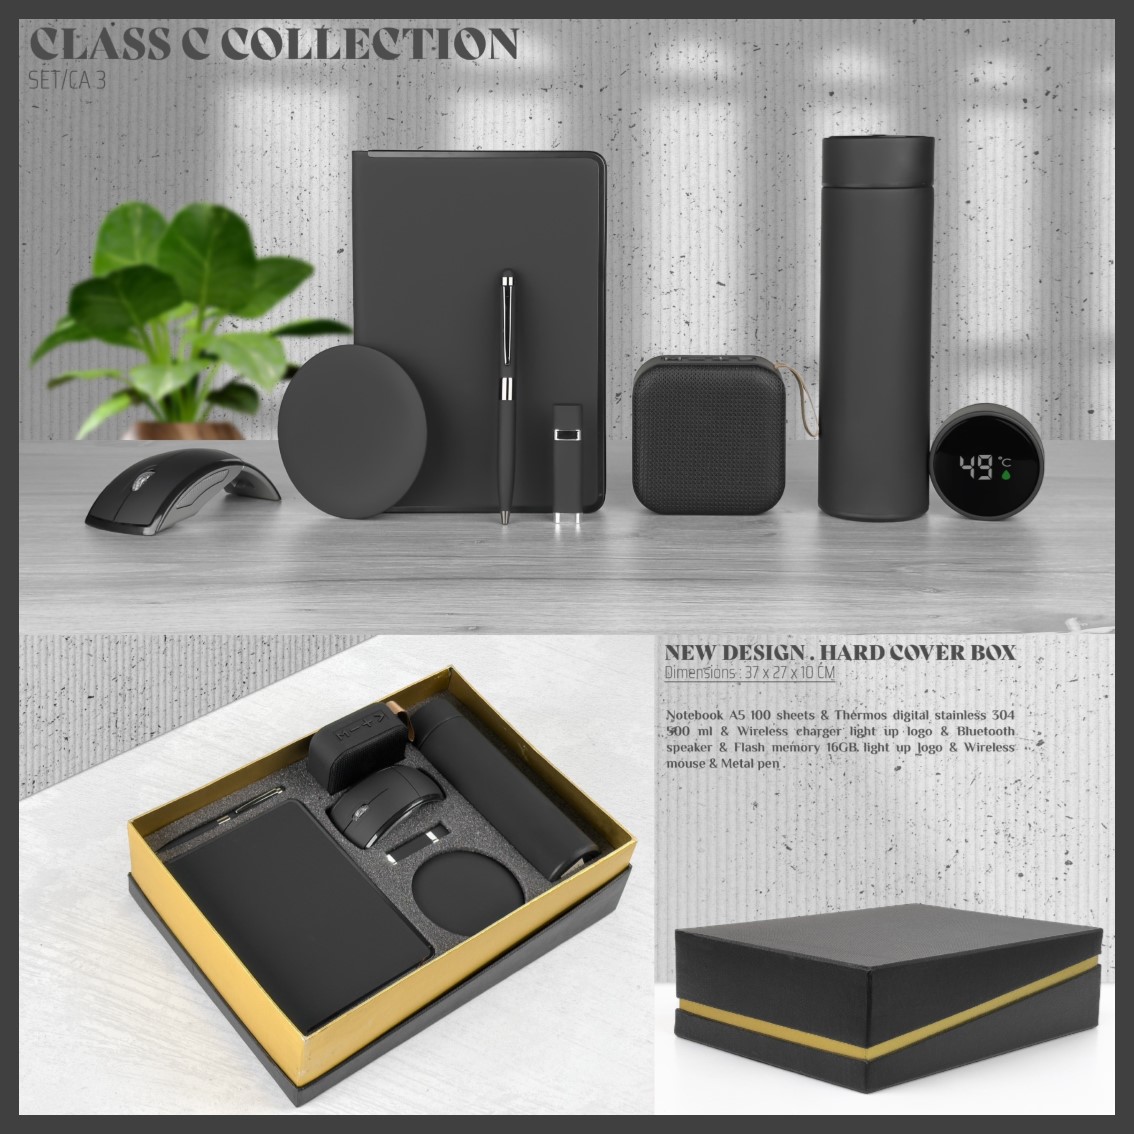 CLASS C COLLECTION
SET/CA 3
49 °C
NEW DESIGN . HARD COVER BOX
Dimensions : 37 x 27 x 10 CM
Notebook A5 100 sheets & Thermos digital stainless 304
500 ml & Wireless charger light up logo & Bluetooth
speaker & Flash memory 16GB light up logo & Wireless
mouse & Metal pen .